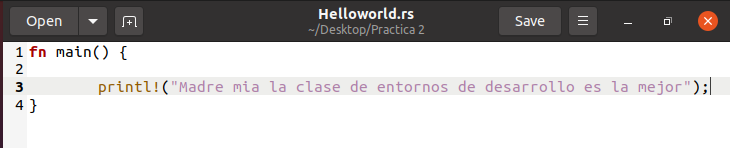 Open
Helloworld.rs
~/Desktop/Practica 2
Save
1 fn main() {
2
3 printl!("Madre mia la clase de entornos de desarrollo es la mejor");
4 }